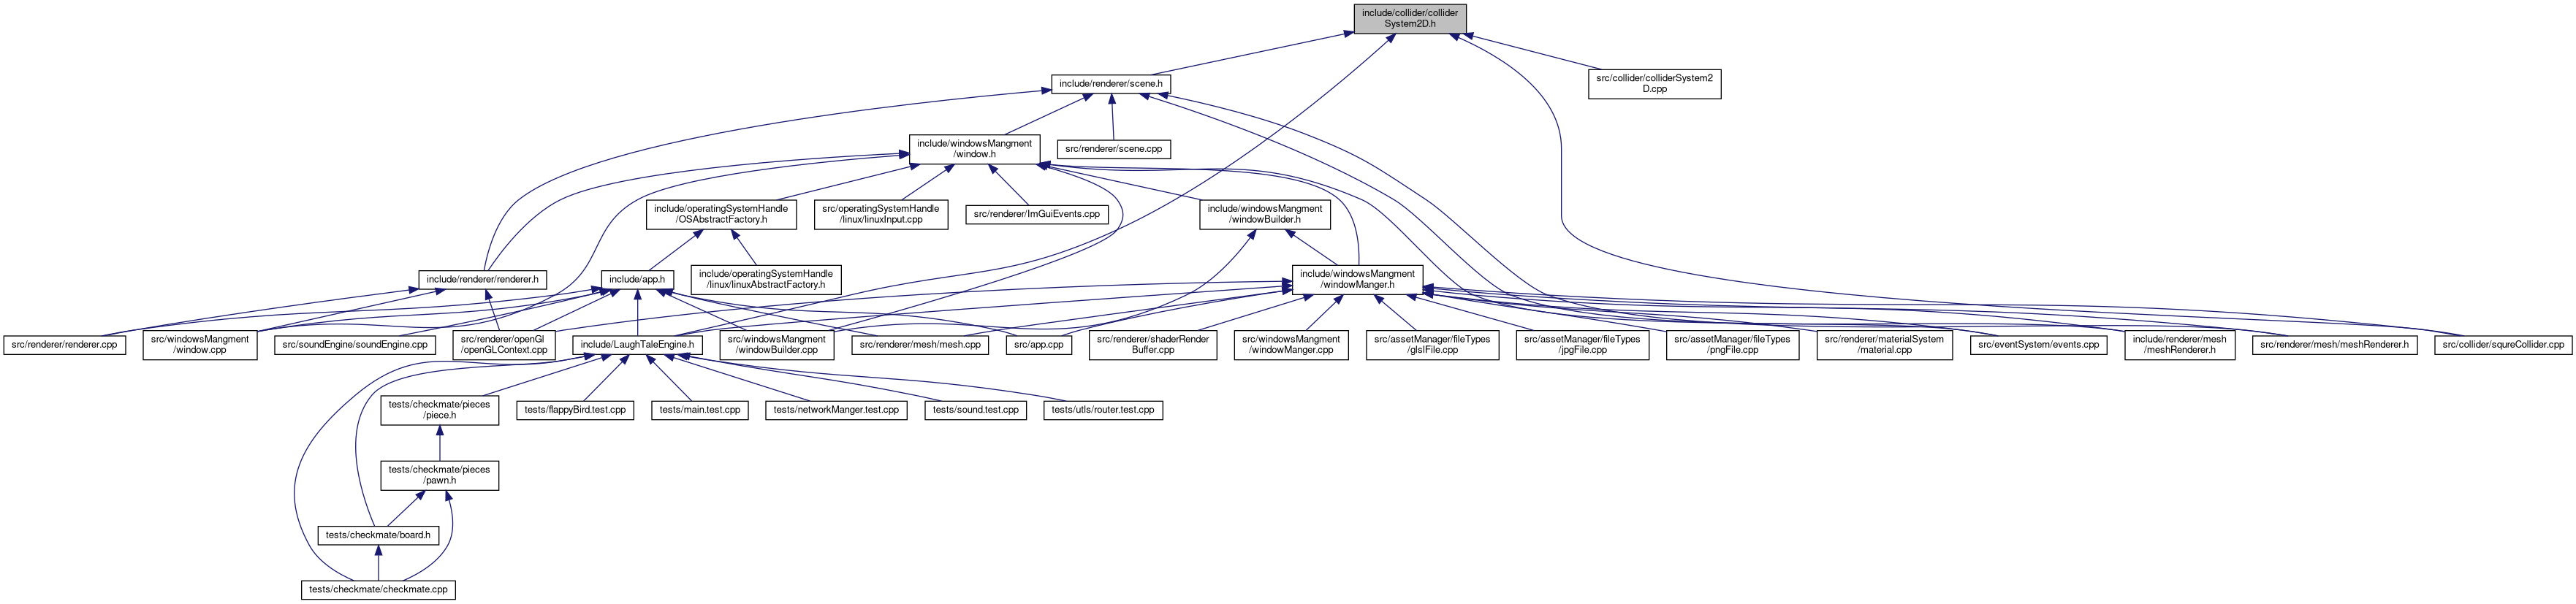 include/collider/collider
System2D.h
include/renderer/scene.h
src/collider/colliderSystem2
D.cpp
include/windowsMangment
/window.h
src/renderer/scene.cpp
include/operatingSystemHandle
/OSAbstractFactory.h
src/operatingSystemHandle
/linux/linuxInput.cpp
src/renderer/ImGuiEvents.cpp
include/windowsMangment
/windowBuilder.h
include/renderer/renderer.h
include/app.h
include/operatingSystemHandle
/linux/linuxAbstractFactory.h
include/windowsMangment
/windowManger.h
src/renderer/renderer.cpp
src/windowsMangment
/window.cpp
src/soundEngine/soundEngine.cpp
src/renderer/openGl
/openGLContext.cpp
include/LaughTaleEngine.h
src/windowsMangment
/windowBuilder.cpp
src/renderer/mesh/mesh.cpp
src/app.cpp
src/renderer/shaderRender
Buffer.cpp
src/windowsMangment
/windowManger.cpp
src/assetManager/fileTypes
/glslFile.cpp
src/assetManager/fileTypes
/jpgFile.cpp
src/assetManager/fileTypes
/pngFile.cpp
src/renderer/materialSystem
/material.cpp
src/eventSystem/events.cpp
include/renderer/mesh
/meshRenderer.h
src/renderer/mesh/meshRenderer.h
src/collider/squreCollider.cpp
tests/checkmate/pieces
/piece.h
tests/flappyBird.test.cpp
tests/main.test.cpp
tests/networkManger.test.cpp
tests/sound.test.cpp
tests/utls/router.test.cpp
tests/checkmate/pieces
/pawn.h
tests/checkmate/board.h
tests/checkmate/checkmate.cpp